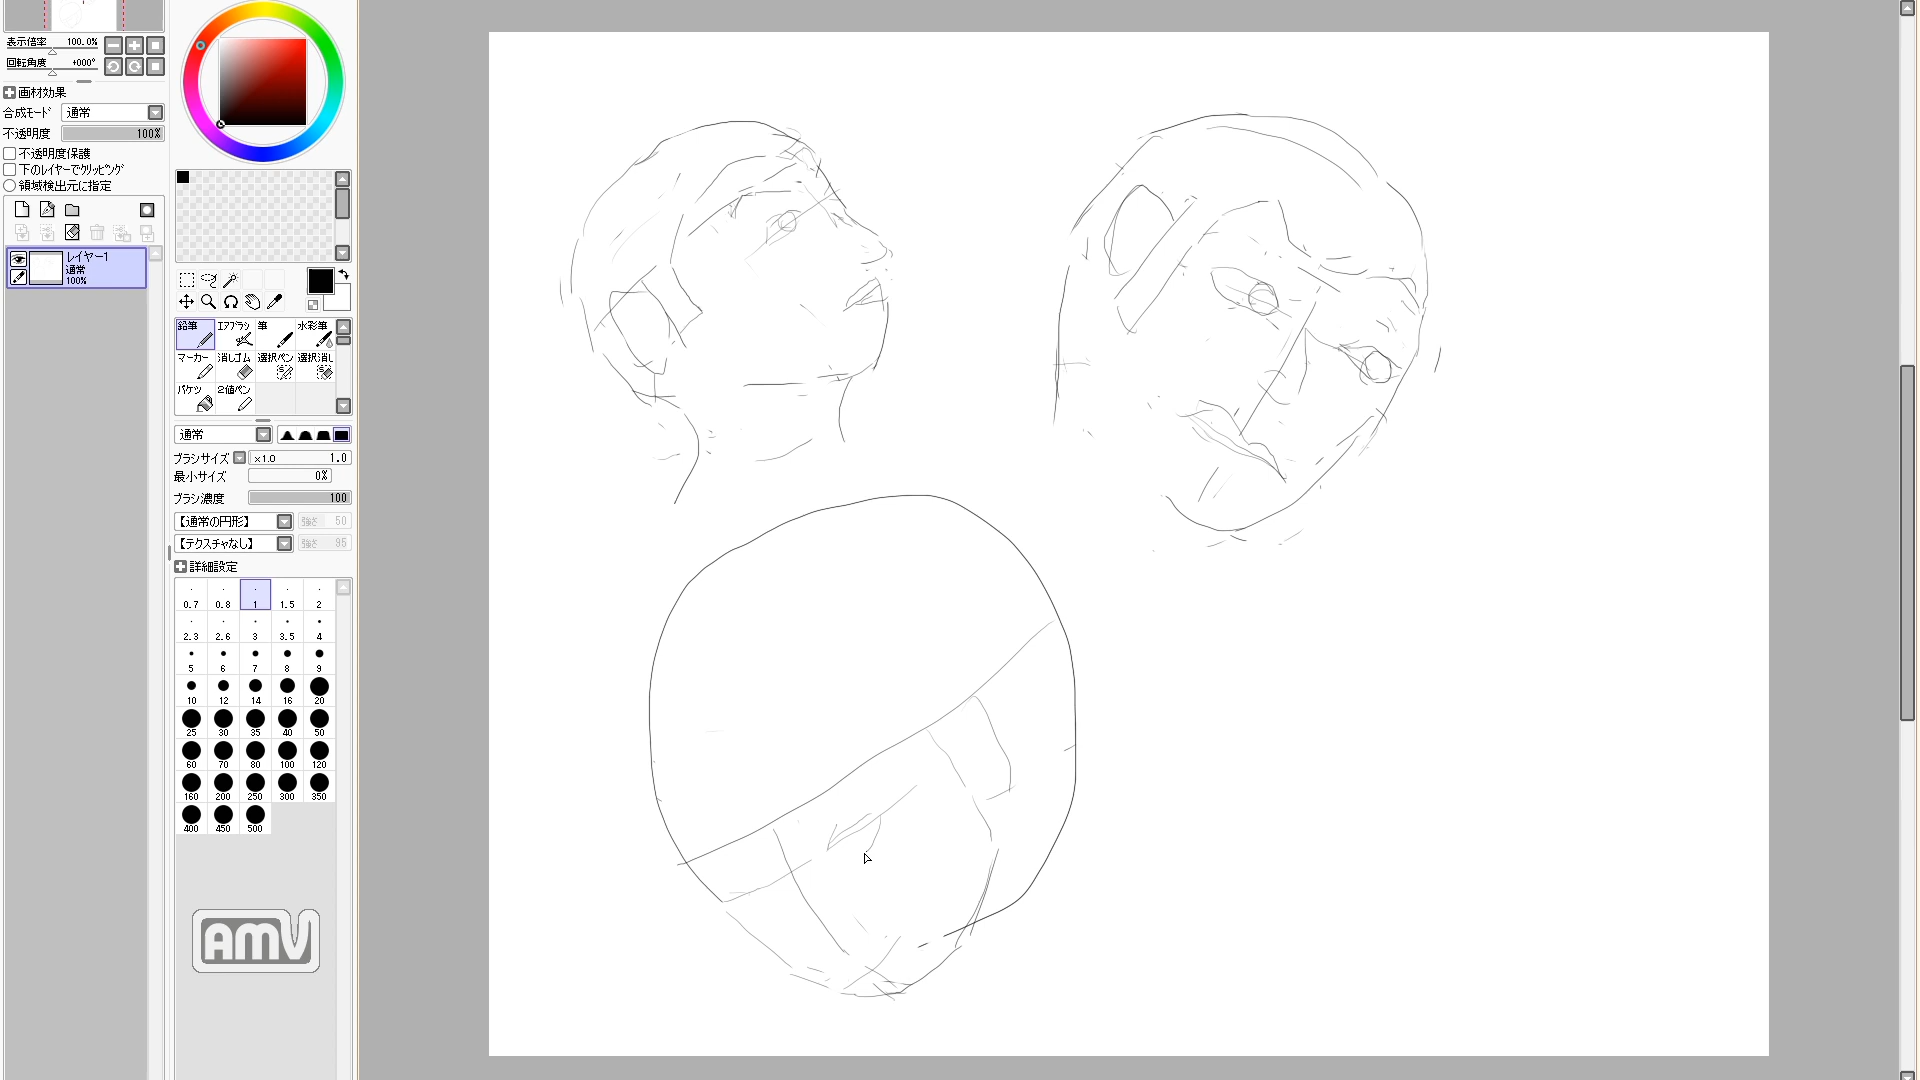 表示倍率 100.0%
回転角度 +000°
画材効果
合成モード 通常
不透明度 100%
不透明度保護
下のレイヤーでクリッピング
領域検出元に指定
レイヤー1
通常
100%
鉛筆 エアブラシ 筆 水彩筆
マーカー 消しゴム 選択ペン 選択消し
バケツ 2値ペン
通常
ブラシサイズ ×1.0 1.0
最小サイズ 0%
ブラシ濃度 100
【通常の円形】 強さ 50
【テクスチャなし】 強さ 95
詳細設定
0.7 0.8 1 1.5 2
2.3 2.6 3 3.5 4
5 6 7 8 9
10 12 14 16 20
25 30 35 40 50
60 70 80 100 120
160 200 250 300 350
400 450 500
AMV